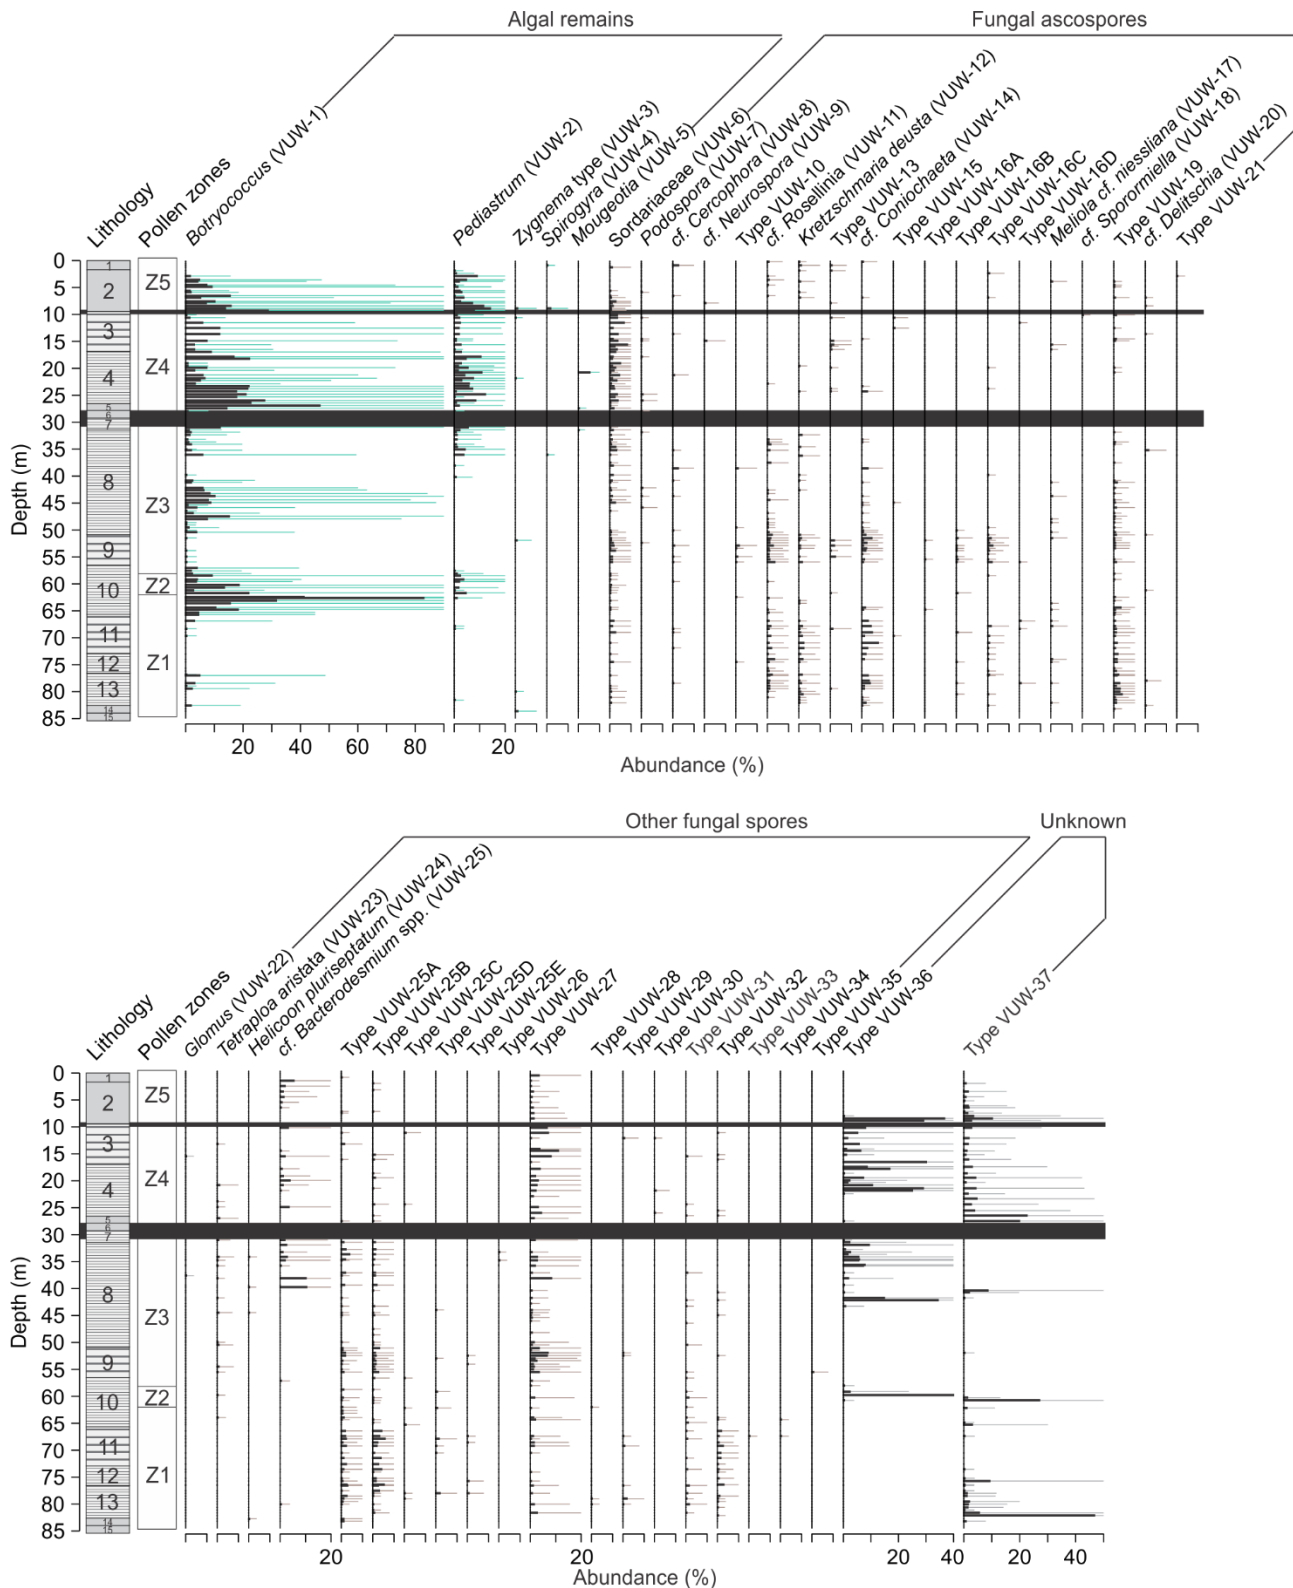 Algal remains
Fungal ascospores
Lithology
Pollen zones
Botryococcus (VUW-1)
Pediastrum (VUW-2)
Zygnema type (VUW-3)
Spirogyra (VUW-4)
Mougeotia (VUW-5)
Sordariaceae (VUW-6)
Podospora (VUW-7)
cf. Cercophora (VUW-8)
cf. Neurospora (VUW-9)
Type VUW-10
cf. Rosellinia (VUW-11)
Kretzschmaria deusta (VUW-12)
Type VUW-13
cf. Coniochaeta (VUW-14)
Type VUW-15
Type VUW-16A
Type VUW-16B
Type VUW-16C
Type VUW-16D
Meliola cf. niessliana (VUW-17)
cf. Sporormiella (VUW-18)
Type VUW-19
cf. Delitschia (VUW-20)
Type VUW-21
0
5
10
15
20
25
30
35
40
45
50
55
60
65
70
75
80
85
Depth (m)
1
2
3
4
5
6
7
8
9
10
11
12
13
14
15
Z5
Z4
Z3
Z2
Z1
20 40 60 80 20
Abundance (%)
Other fungal spores
Unknown
Lithology
Pollen zones
Glomus (VUW-22)
Tetraploa aristata (VUW-23)
Helicoon pluriseptatum (VUW-24)
cf. Bacterodesmium spp. (VUW-25)
Type VUW-25A
Type VUW-25B
Type VUW-25C
Type VUW-25D
Type VUW-25E
Type VUW-26
Type VUW-27
Type VUW-28
Type VUW-29
Type VUW-30
Type VUW-31
Type VUW-32
Type VUW-33
Type VUW-34
Type VUW-35
Type VUW-36
Type VUW-37
0
5
10
15
20
25
30
35
40
45
50
55
60
65
70
75
80
85
Depth (m)
1
2
3
4
5
6
7
8
9
10
11
12
13
14
15
Z5
Z4
Z3
Z2
Z1
20 20 20 40 20 40
Abundance (%)